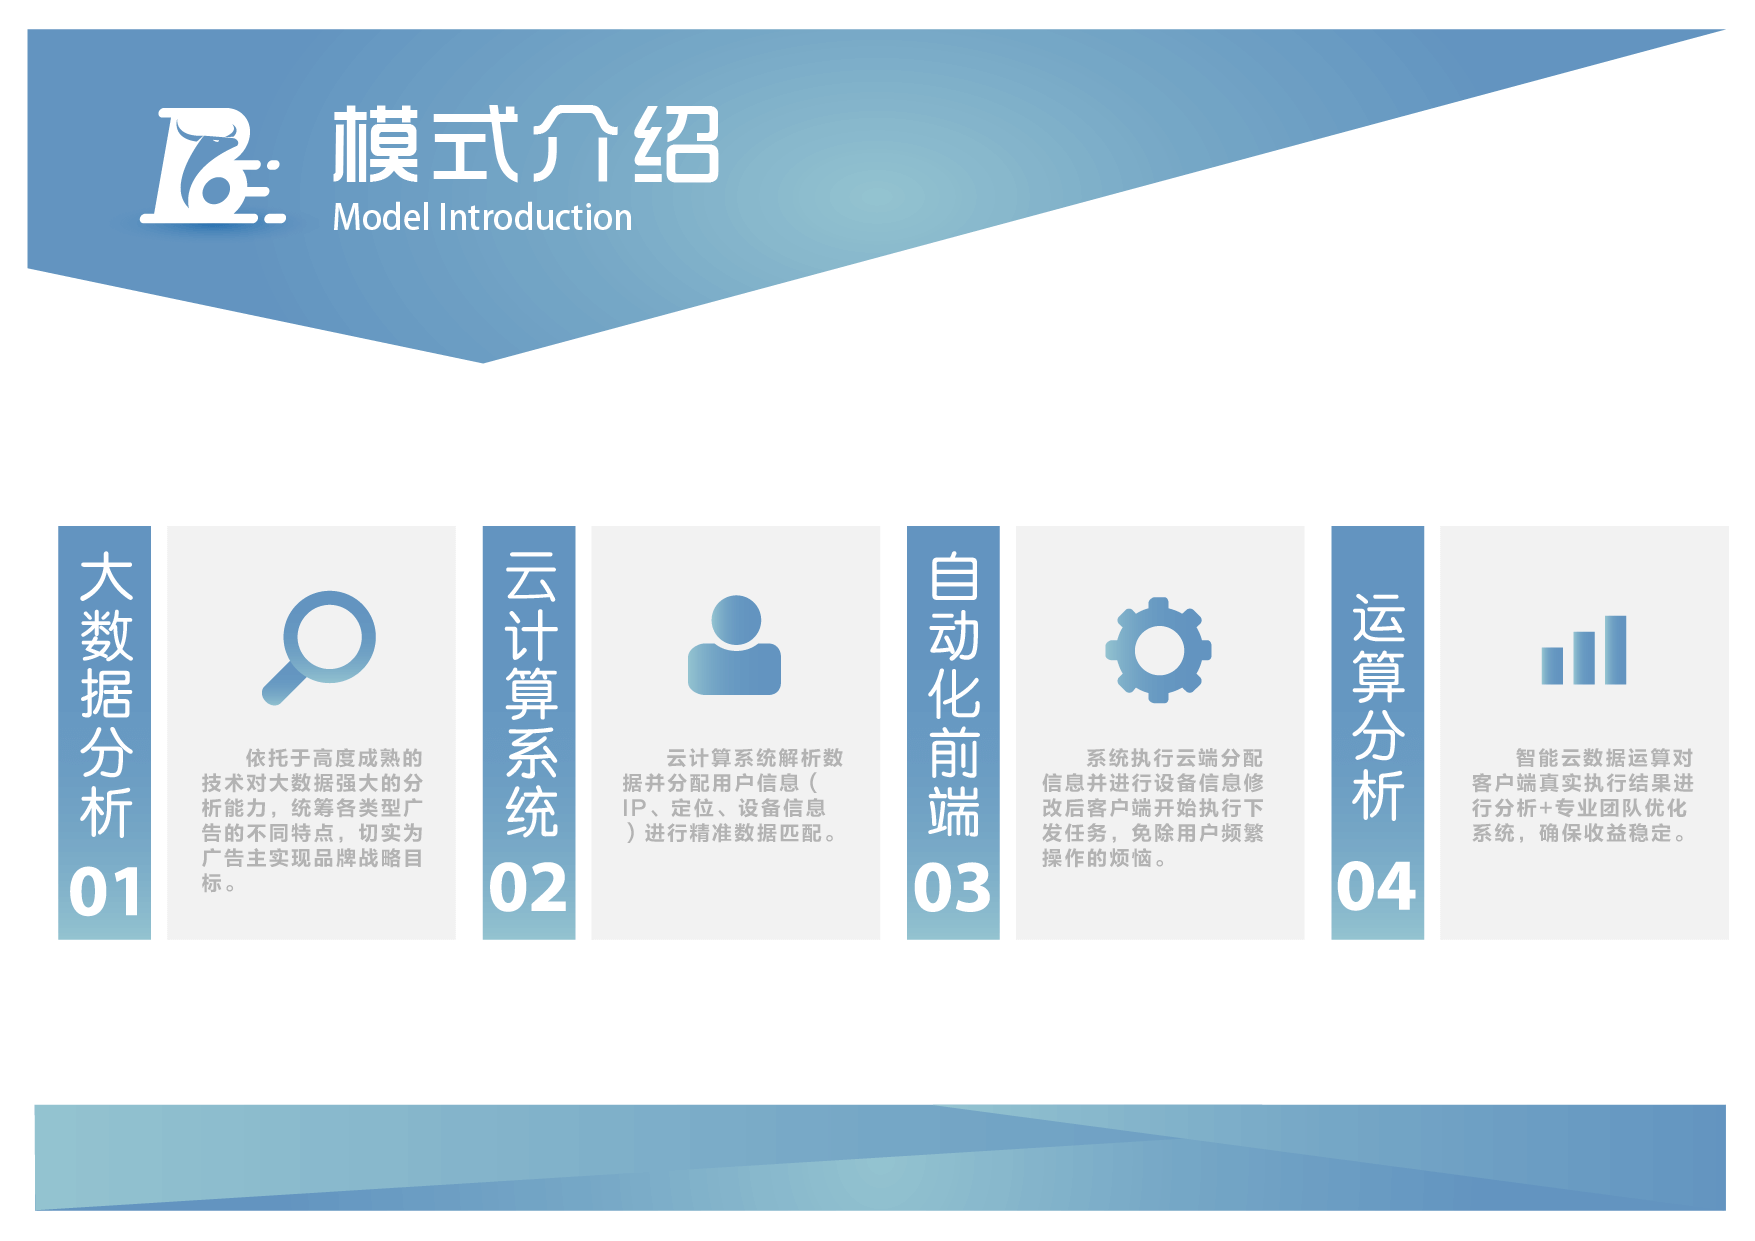 模式介绍
Model Introduction
大数据分析
01
依托于高度成熟的
技术对大数据强大的分
析能力，统筹各类型广
告的不同特点，切实为
广告主实现品牌战略目
标。
云计算系统
02
云计算系统解析数
据并分配用户信息（
IP、定位、设备信息
）进行精准数据匹配。
自动化前端
03
系统执行云端分配
信息并进行设备信息修
改后客户端开始执行下
发任务，免除用户频繁
操作的烦恼。
运算分析
04
智能云数据运算对
客户端真实执行结果进
行分析+专业团队优化
系统，确保收益稳定。